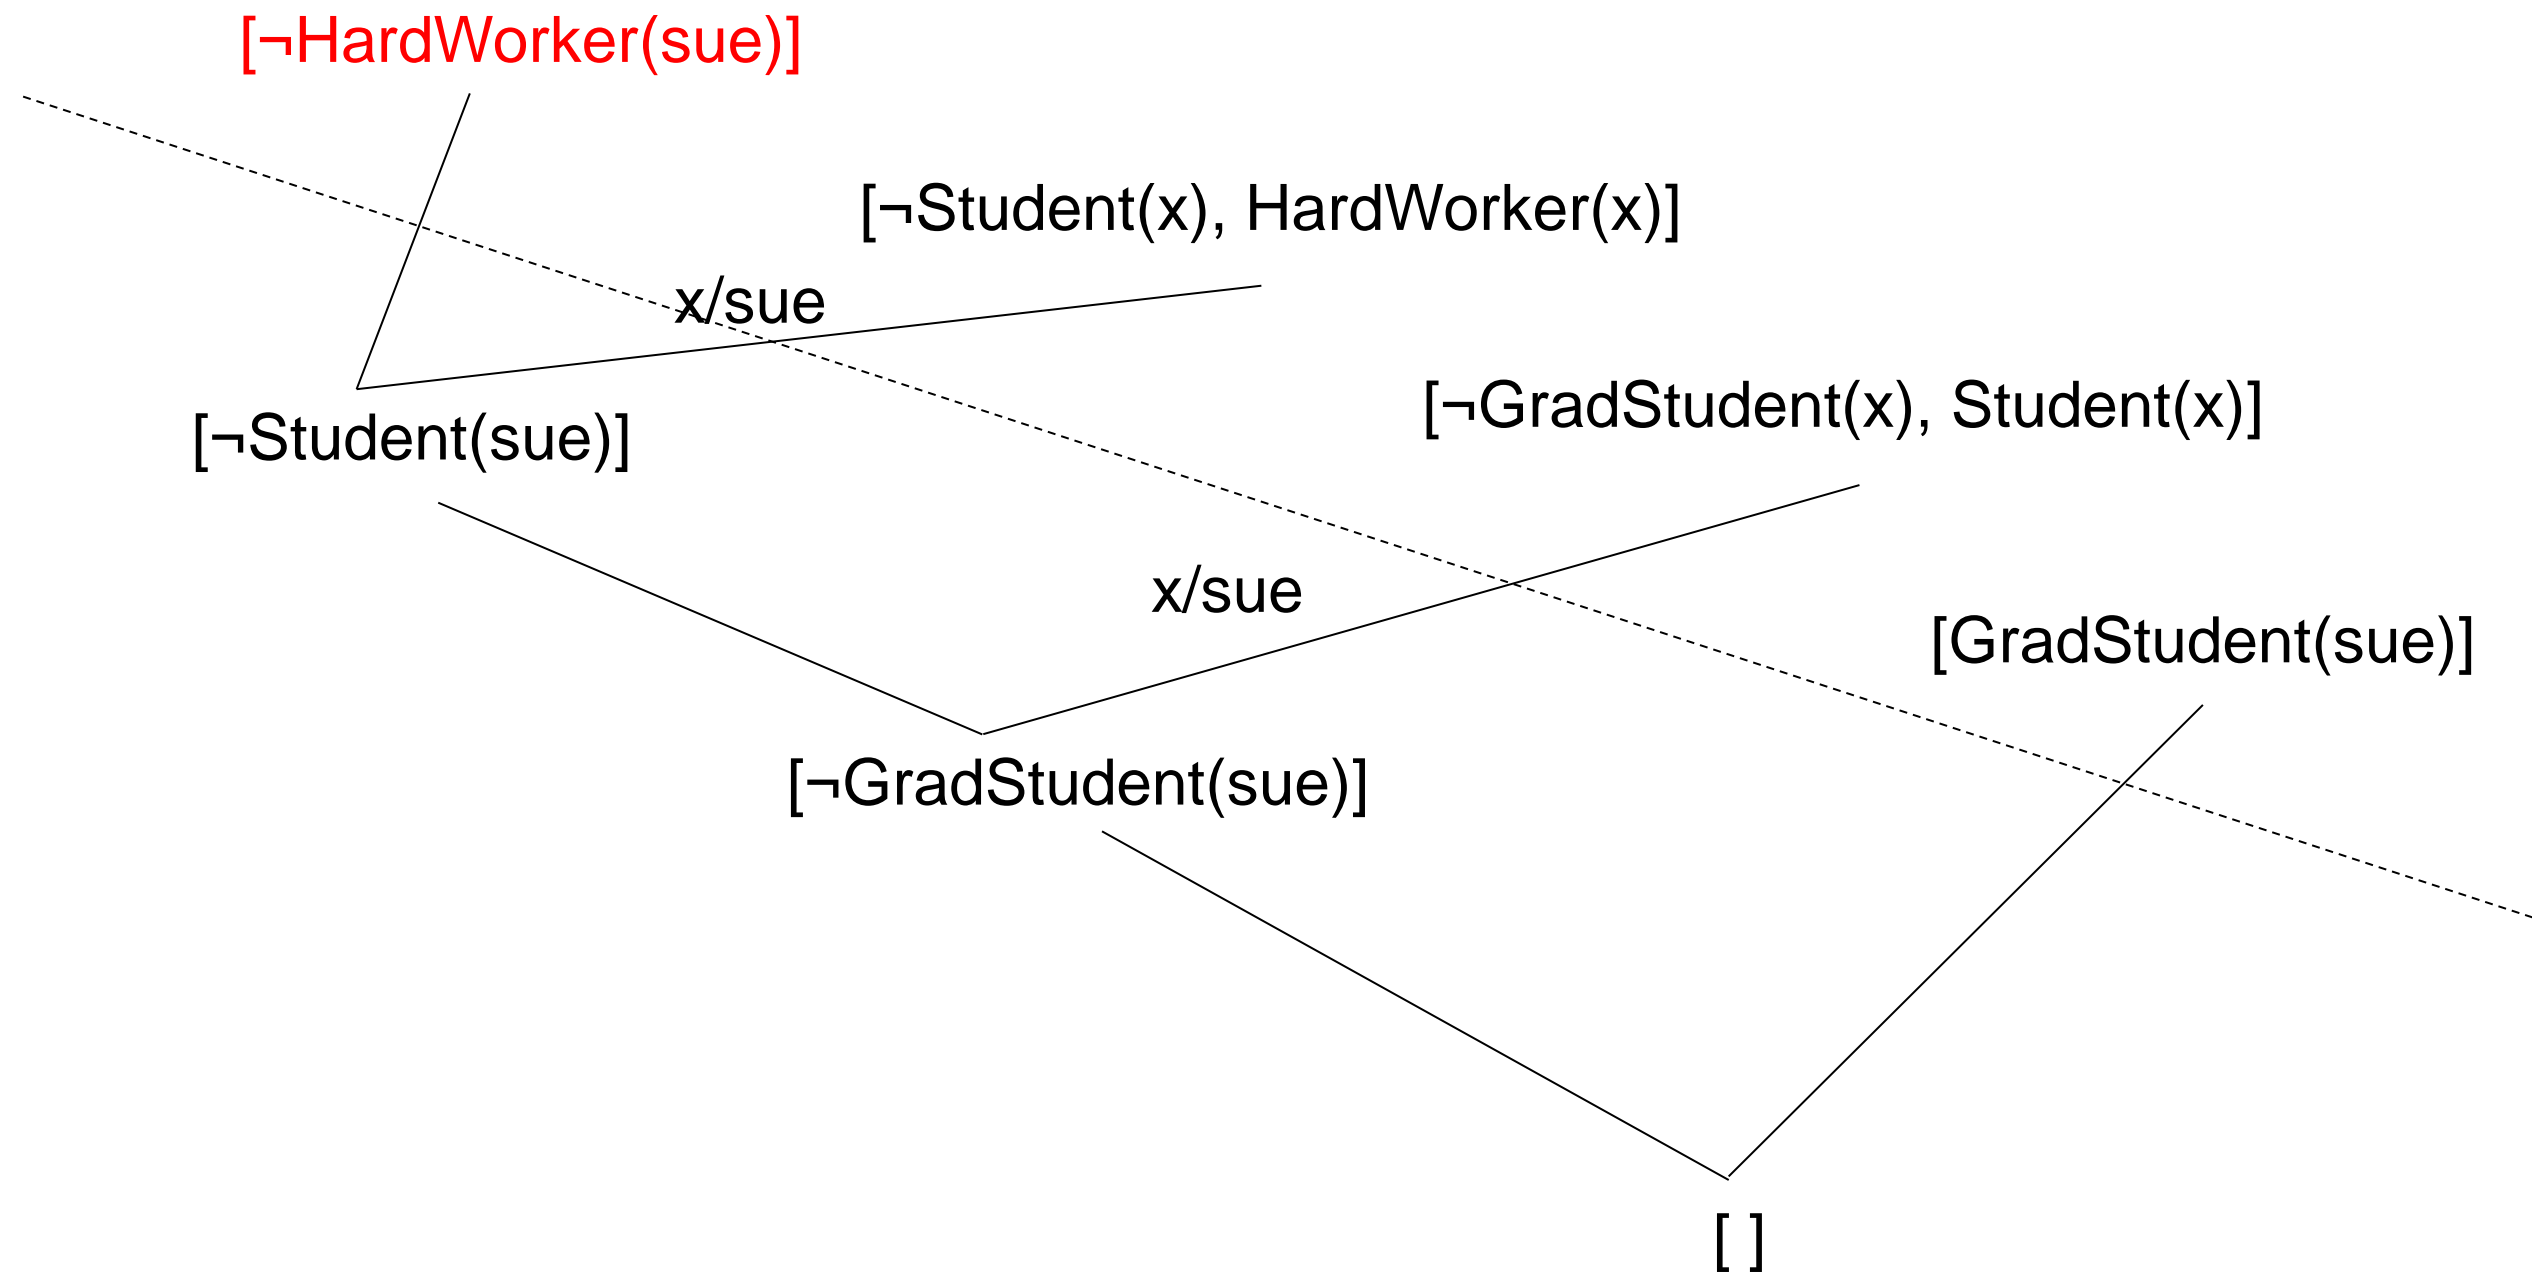 [¬HardWorker(sue)]
[¬Student(x), HardWorker(x)]
x/sue
[¬Student(sue)]
[¬GradStudent(x), Student(x)]
x/sue
[GradStudent(sue)]
[¬GradStudent(sue)]
[ ]